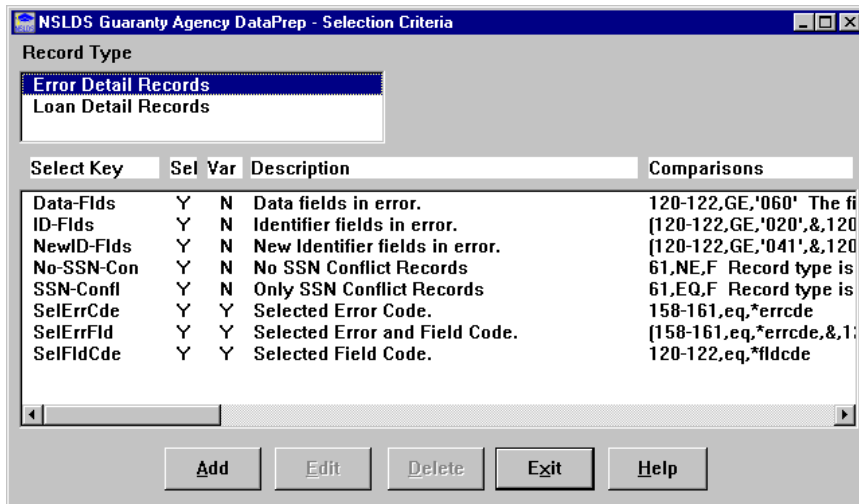 NSLDS Guaranty Agency DataPrep - Selection Criteria
Record Type
Error Detail Records
Loan Detail Records
Select Key Sel Var Description Comparisons
Data-Flds Y N Data fields in error. 120-122,GE,'060' The fi
ID-Flds Y N Identifier fields in error. (120-122,GE,'020',&,120
NewID-Flds Y N New Identifier fields in error. (120-122,GE,'041',&,120
No-SSN-Con Y N No SSN Conflict Records 61,NE,F Record type is
SSN-Confl Y N Only SSN Conflict Records 61,EQ,F Record type is
SelErrCde Y Y Selected Error Code. 158-161,eq,*errcde
SelErrFld Y Y Selected Error and Field Code. (158-161,eq,*errcde,&,1
SelFldCde Y Y Selected Field Code. 120-122,eq,*fldcde
Add Edit Delete Exit Help